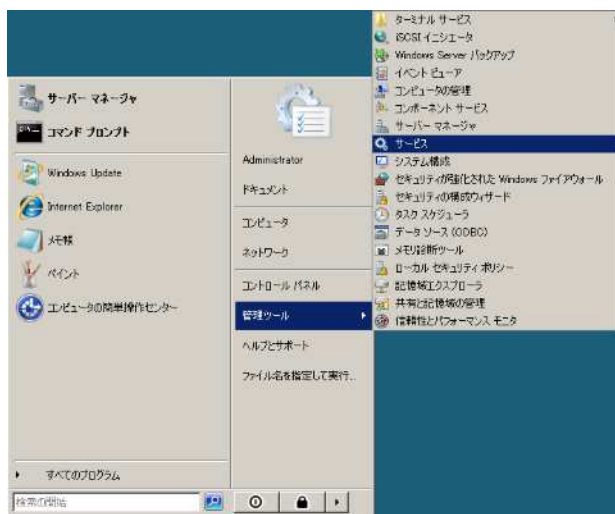 サーバー マネージャ
コマンド プロンプト
Windows Update
Internet Explorer
メモ帳
ペイント
コンピュータの簡単操作センター
すべてのプログラム
検索の開始
Administrator
ドキュメント
コンピュータ
ネットワーク
コントロール パネル
管理ツール
ヘルプとサポート
ファイル名を指定して実行...
ターミナル サービス
iSCSI イニシエータ
Windows Server バックアップ
イベント ビューア
コンピュータの管理
コンポーネント サービス
サーバー マネージャ
サービス
システム構成
セキュリティが強化された Windows ファイアウォール
セキュリティの構成ウィザード
タスク スケジューラ
データ ソース (ODBC)
メモリ診断ツール
ローカル セキュリティ ポリシー
記憶域エクスプローラ
共有と記憶域の管理
信頼性とパフォーマンス モニタ